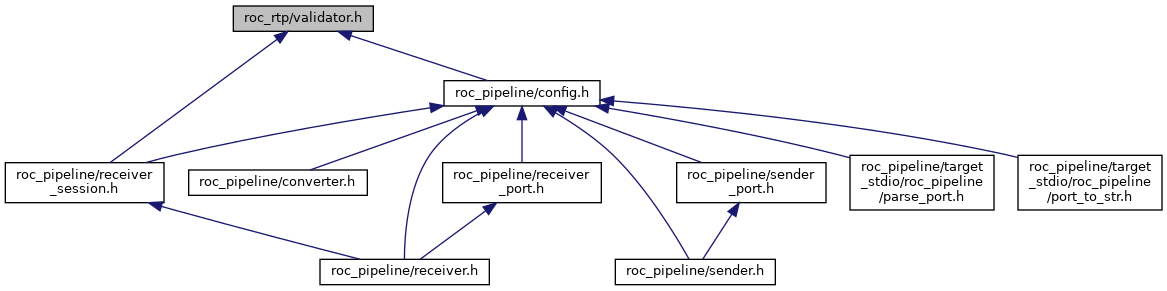 roc_rtp/validator.h
roc_pipeline/config.h
roc_pipeline/receiver
_session.h
roc_pipeline/converter.h
roc_pipeline/receiver
_port.h
roc_pipeline/sender
_port.h
roc_pipeline/target
_stdio/roc_pipeline
/parse_port.h
roc_pipeline/target
_stdio/roc_pipeline
/port_to_str.h
roc_pipeline/receiver.h
roc_pipeline/sender.h